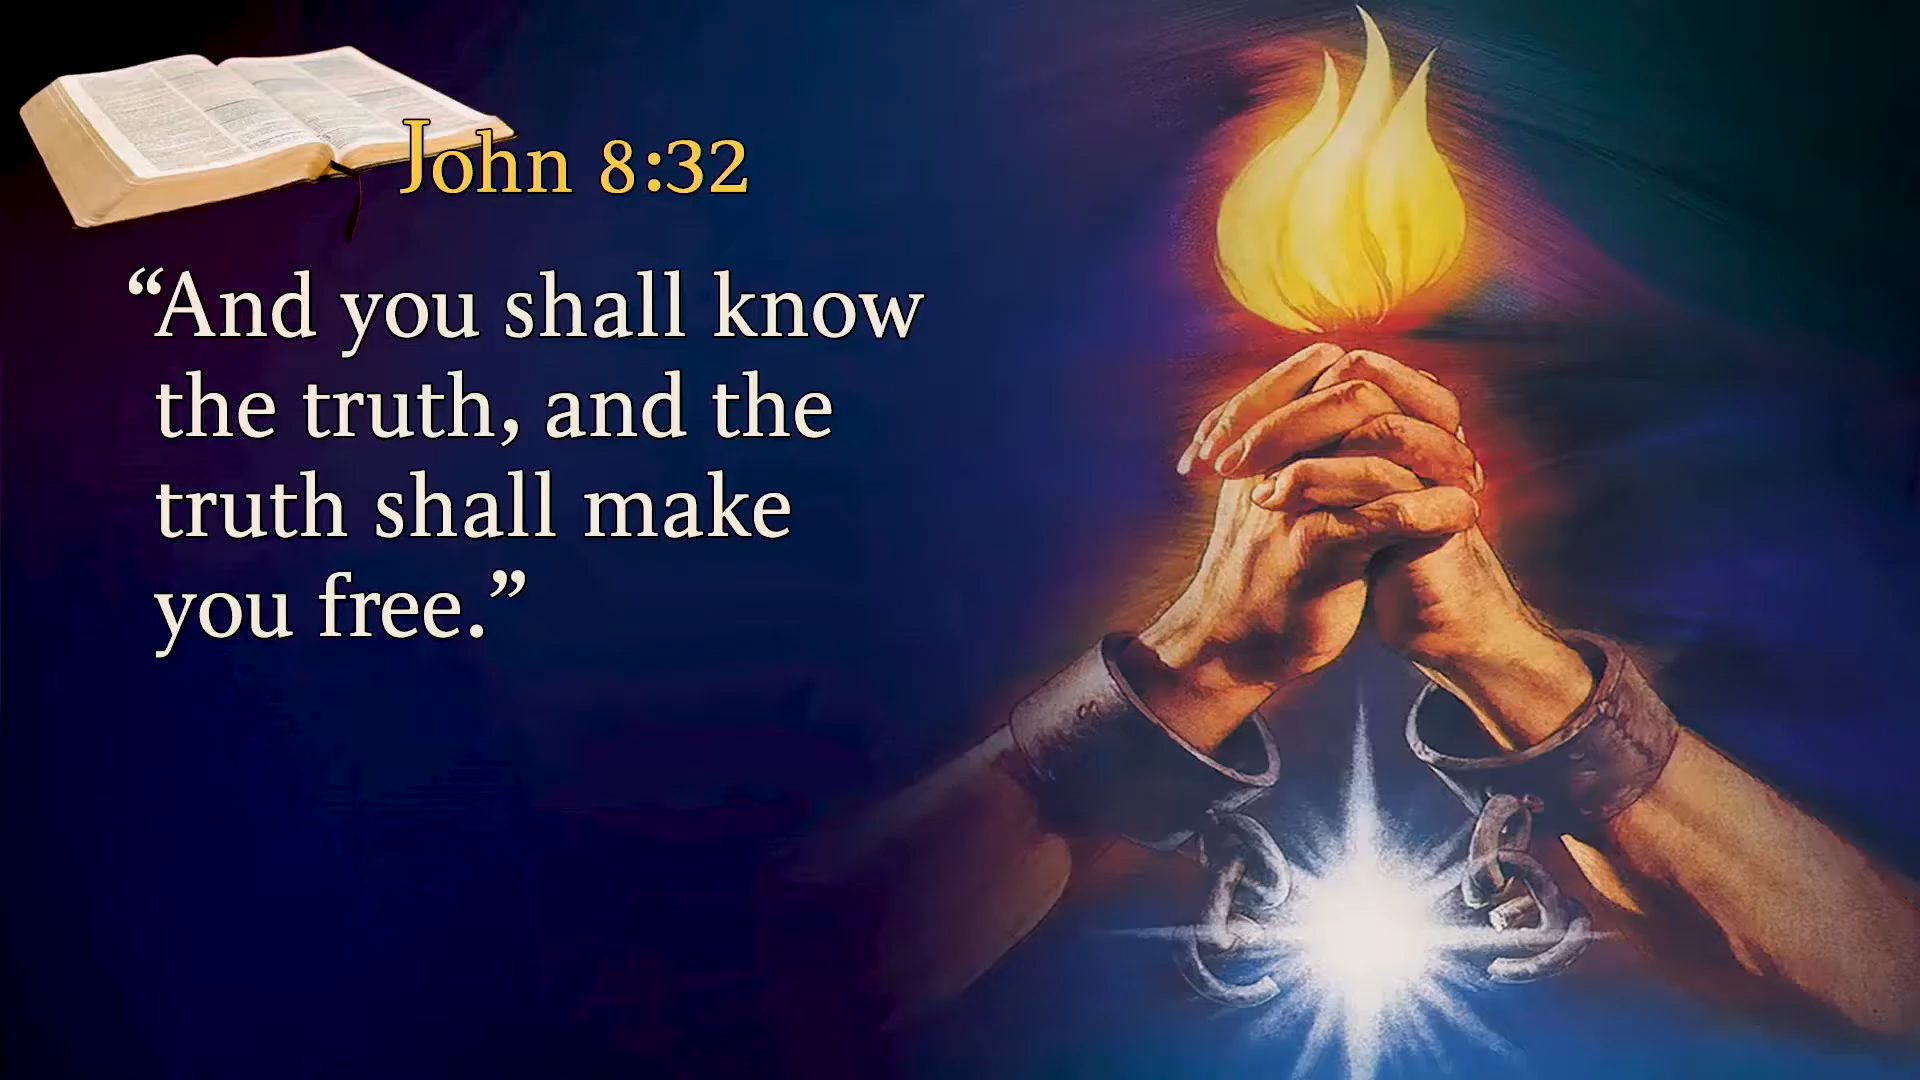 John 8:32
“And you shall know
the truth, and the
truth shall make
you free.”